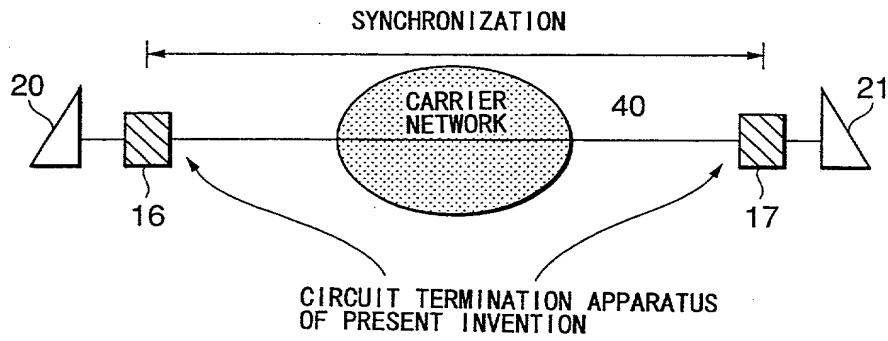 SYNCHRONIZATION
20
CARRIER
NETWORK
40
21
16
17
CIRCUIT TERMINATION APPARATUS
OF PRESENT INVENTION